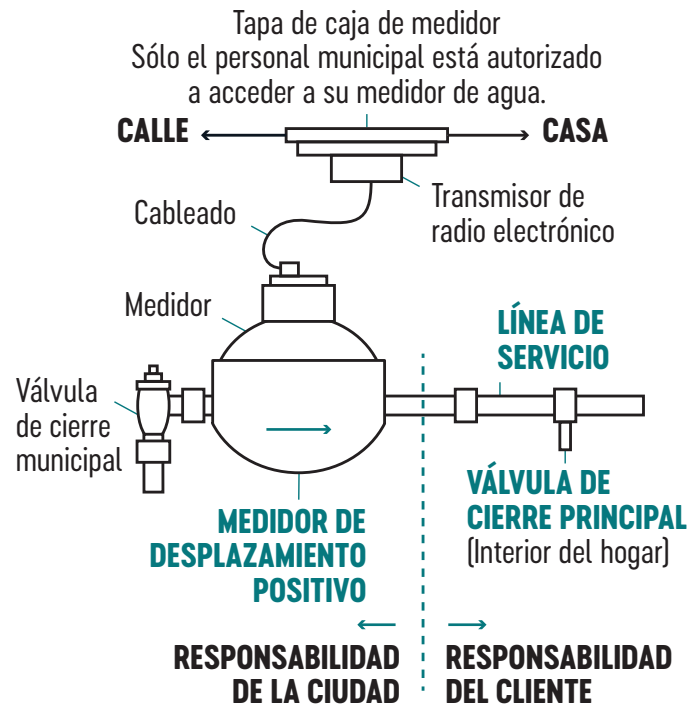 Tapa de caja de medidor
Sólo el personal municipal está autorizado
a acceder a su medidor de agua.
CALLE
CASA
Transmisor de
radio electrónico
Cableado
Medidor
LÍNEA DE
SERVICIO
Válvula
de cierre
municipal
VÁLVULA DE
CIERRE PRINCIPAL
(Interior del hogar)
MEDIDOR DE
DESPLAZAMIENTO
POSITIVO
RESPONSABILIDAD
DE LA CIUDAD
RESPONSABILIDAD
DEL CLIENTE